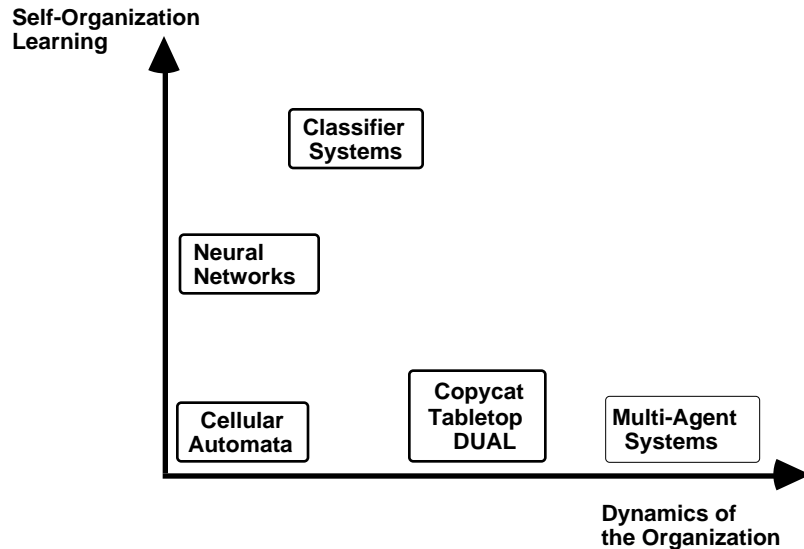 Self-Organization
Learning
Classifier
Systems
Neural
Networks
Cellular
Automata
Copycat
Tabletop
DUAL
Multi-Agent
Systems
Dynamics of
the Organization